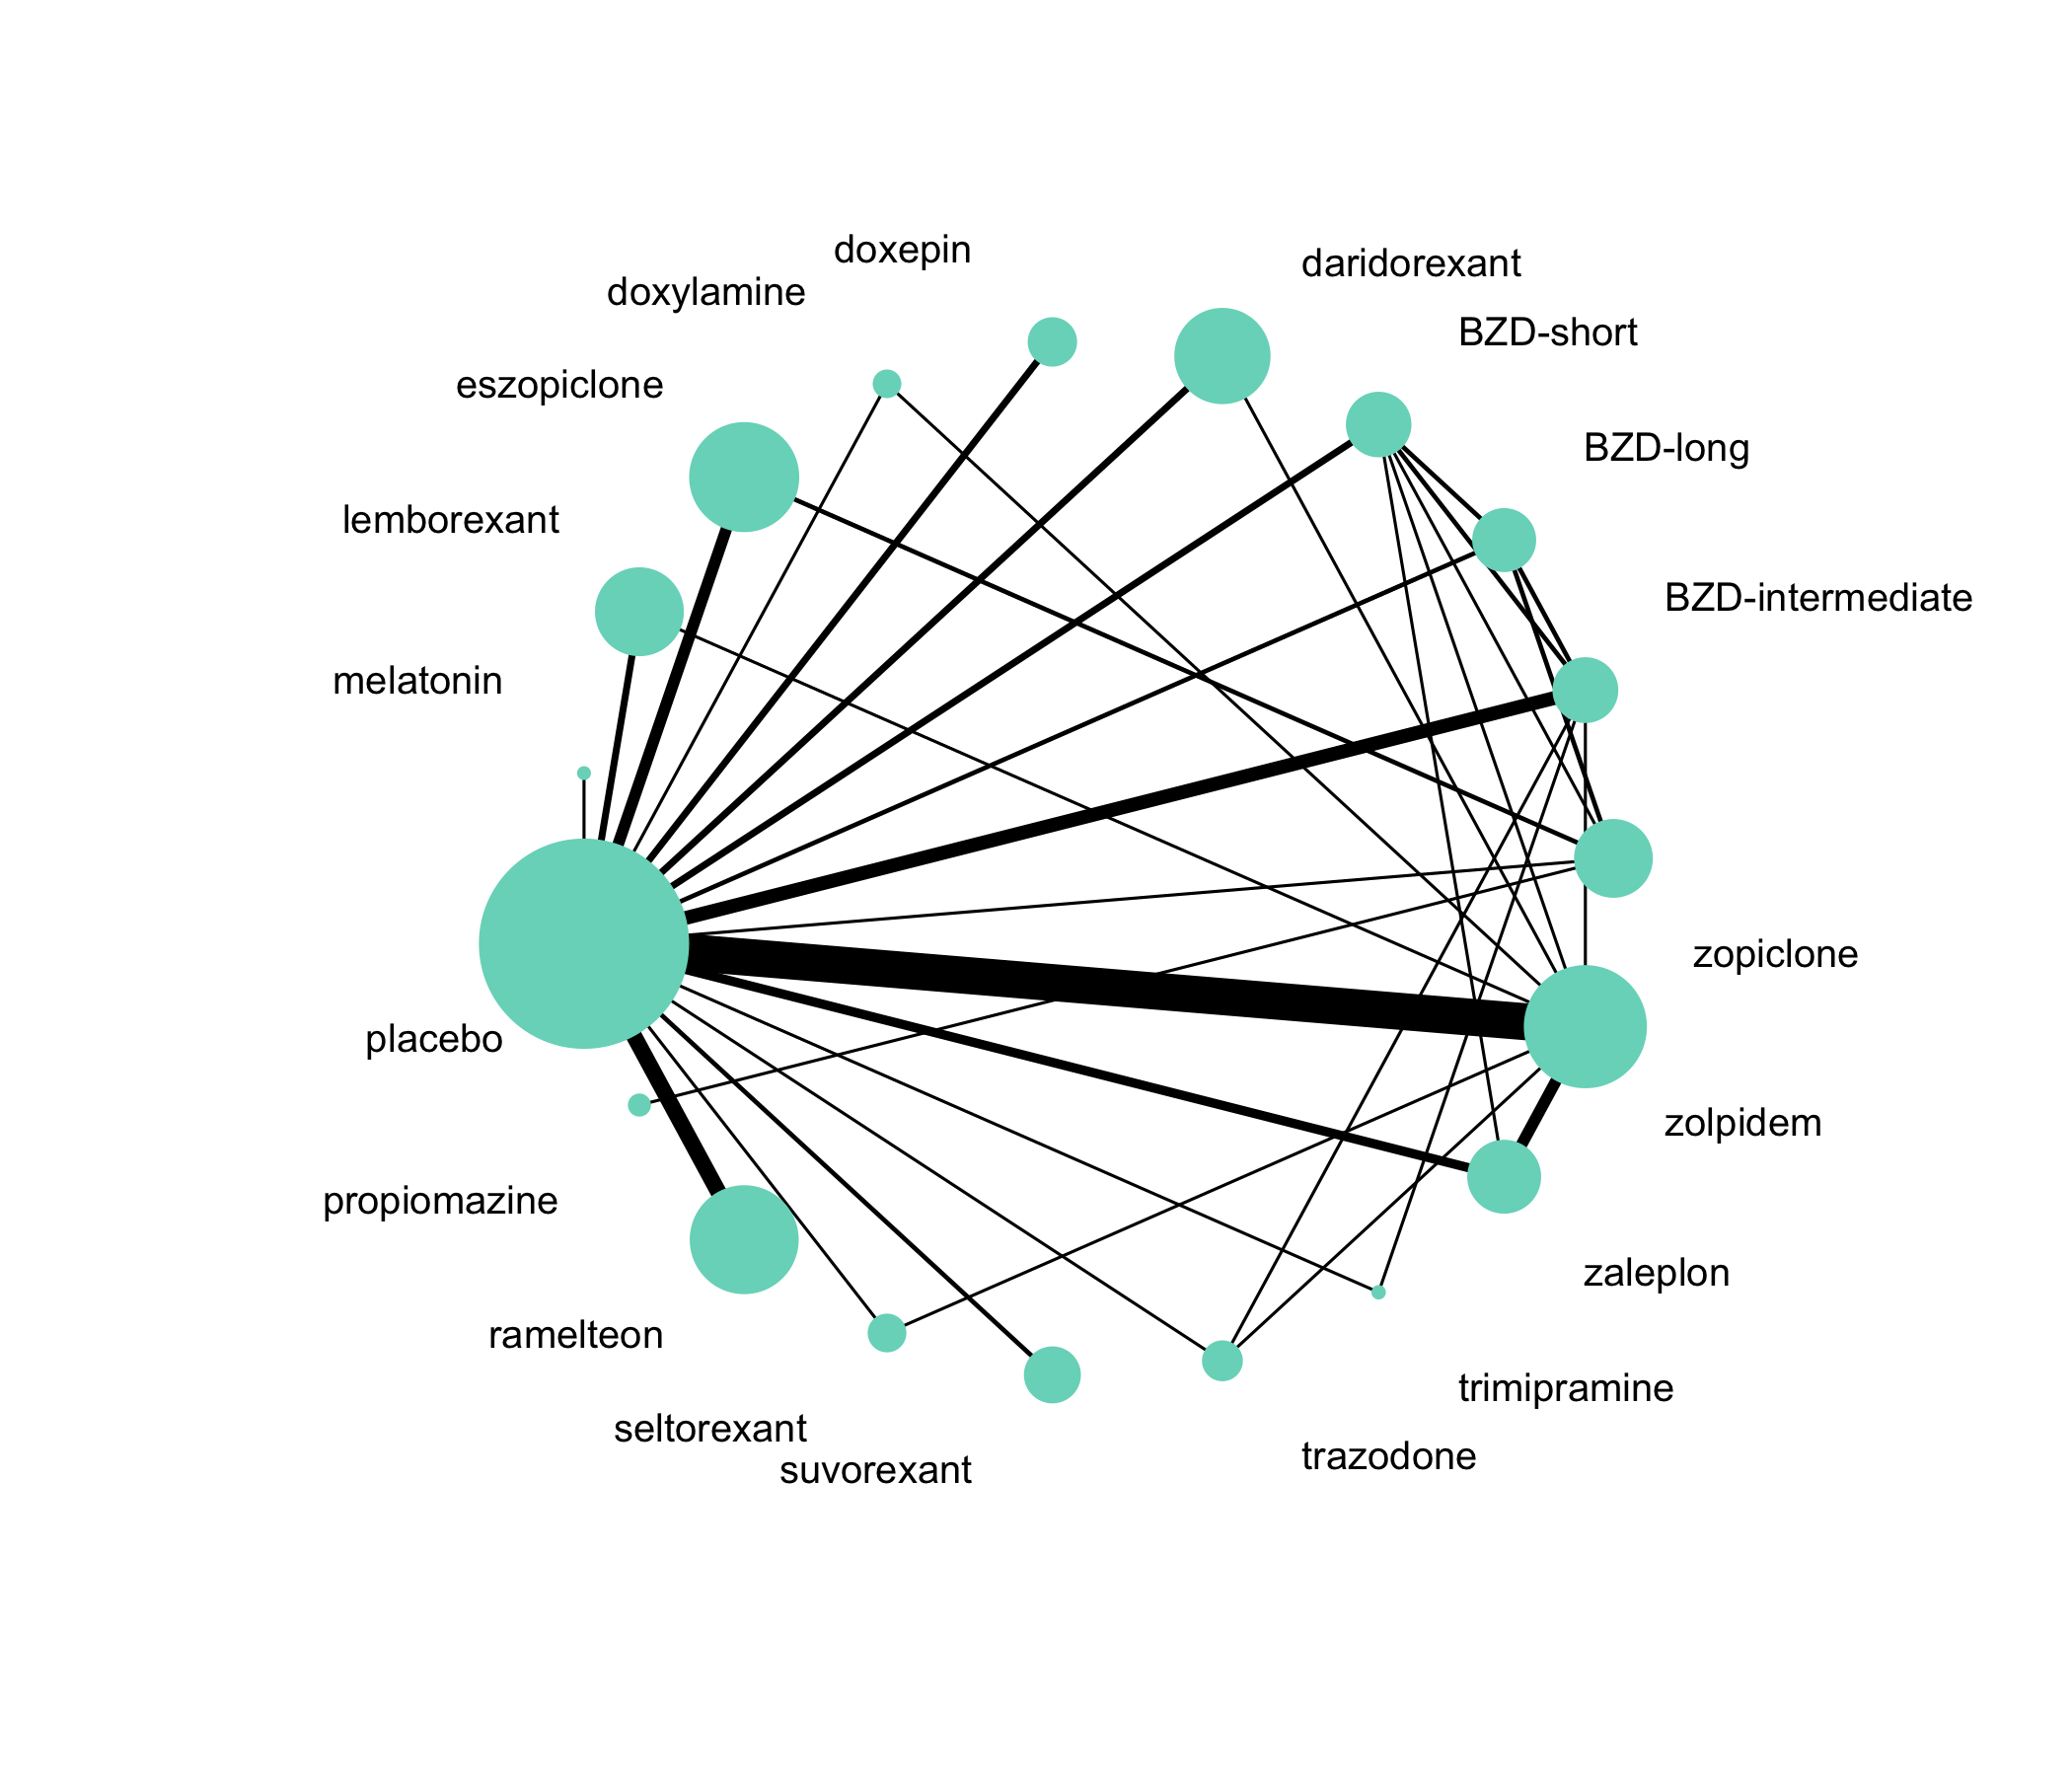 doxepin
daridorexant
doxylamine
BZD-short
eszopiclone
BZD-long
lemborexant
BZD-intermediate
melatonin
zopiclone
placebo
zolpidem
propiomazine
zaleplon
ramelteon
trimipramine
seltorexant
trazodone
suvorexant